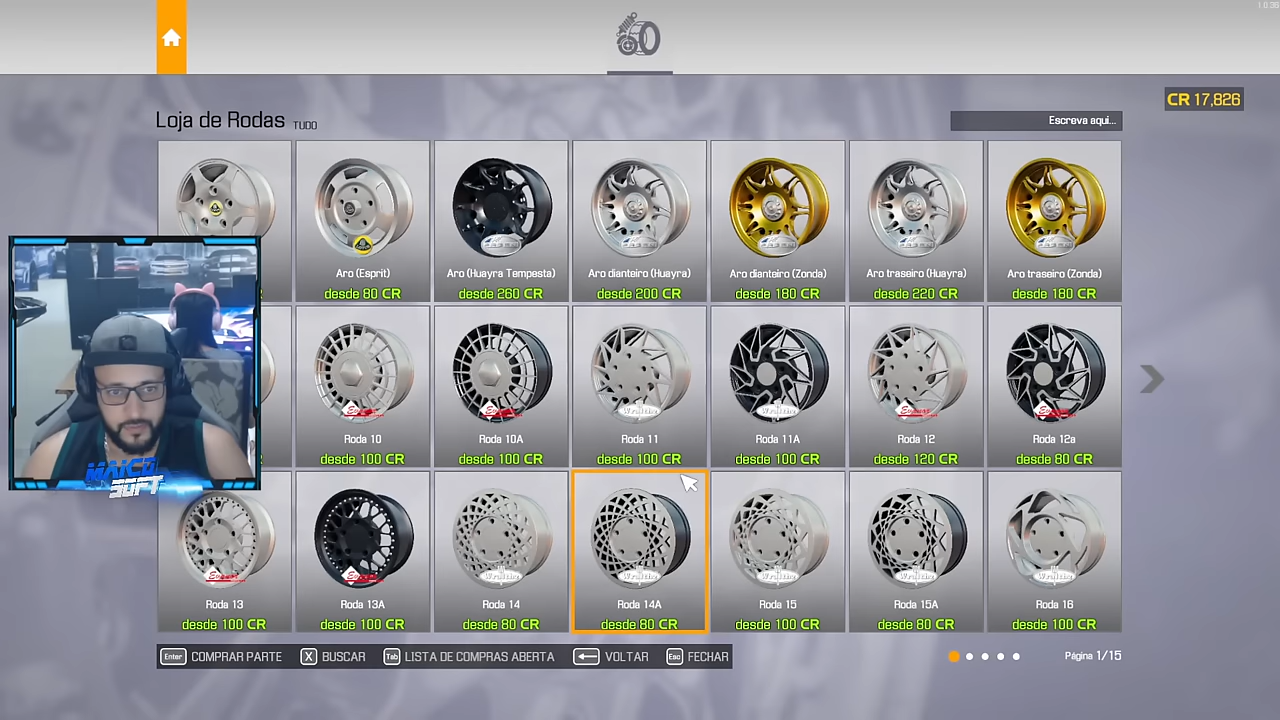 1.0.36
CR 17,826
Loja de Rodas TUDO
Escreva aqui...
Aro (Esprit)
desde 80 CR
Aro (Huayra Tempesta)
desde 260 CR
Aro dianteiro (Huayra)
desde 200 CR
Aro dianteiro (Zonda)
desde 180 CR
Aro traseiro (Huayra)
desde 220 CR
Aro traseiro (Zonda)
desde 180 CR
Roda 10
desde 100 CR
Roda 10A
desde 100 CR
Roda 11
desde 100 CR
Roda 11A
desde 100 CR
Roda 12
desde 120 CR
Roda 12a
desde 80 CR
MAICO
SOFT
Roda 13
desde 100 CR
Roda 13A
desde 100 CR
Roda 14
desde 80 CR
Roda 14A
desde 80 CR
Roda 15
desde 100 CR
Roda 15A
desde 80 CR
Roda 16
desde 100 CR
Enter COMPRAR PARTE X BUSCAR Tab LISTA DE COMPRAS ABERTA VOLTAR Esc FECHAR
Página 1/15